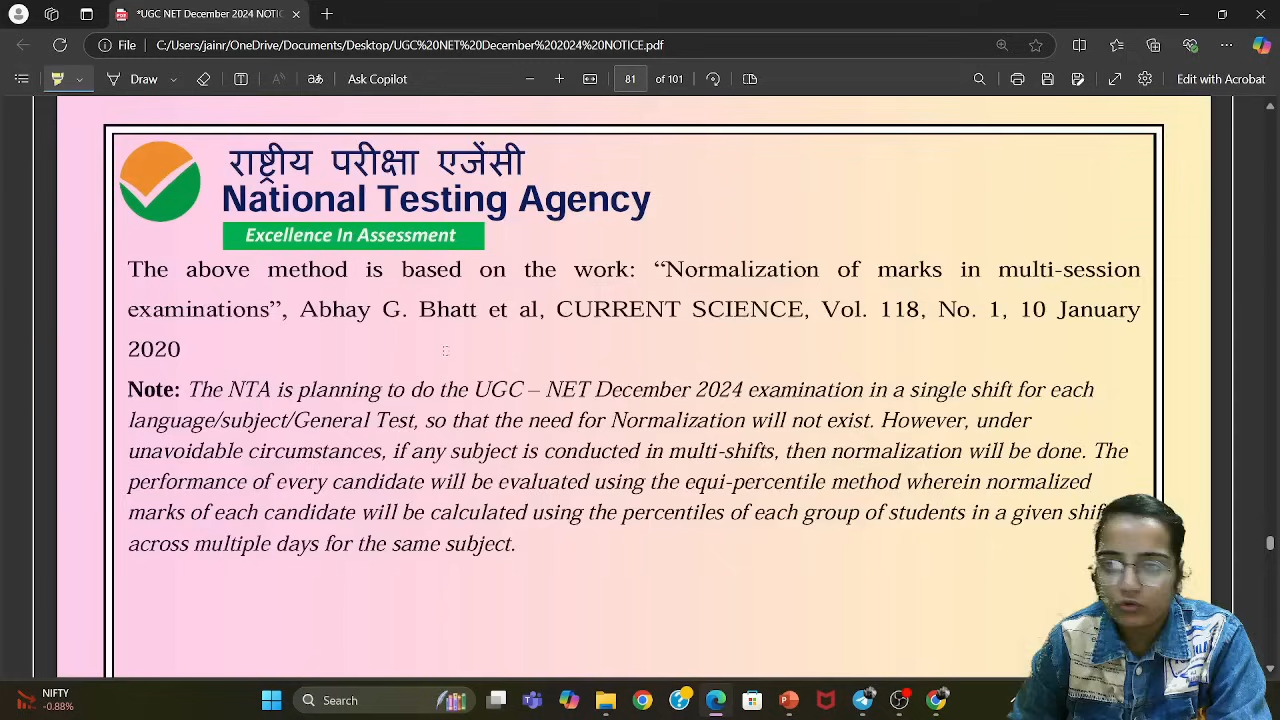 *UGC NET December 2024 NOTIC
File C:/Users/jainr/OneDrive/Documents/Desktop/UGC%20NET%20December%202024%20NOTICE.pdf
Draw Ask Copilot 81 of 101 Edit with Acrobat
राष्ट्रीय परीक्षा एजेंसी
National Testing Agency
Excellence In Assessment
The above method is based on the work: “Normalization of marks in multi-session
examinations”, Abhay G. Bhatt et al, CURRENT SCIENCE, Vol. 118, No. 1, 10 January
2020
Note: The NTA is planning to do the UGC – NET December 2024 examination in a single shift for each
language/subject/General Test, so that the need for Normalization will not exist. However, under
unavoidable circumstances, if any subject is conducted in multi-shifts, then normalization will be done. The
performance of every candidate will be evaluated using the equi-percentile method wherein normalized
marks of each candidate will be calculated using the percentiles of each group of students in a given shif
across multiple days for the same subject.
NIFTY
-0.88%
Search